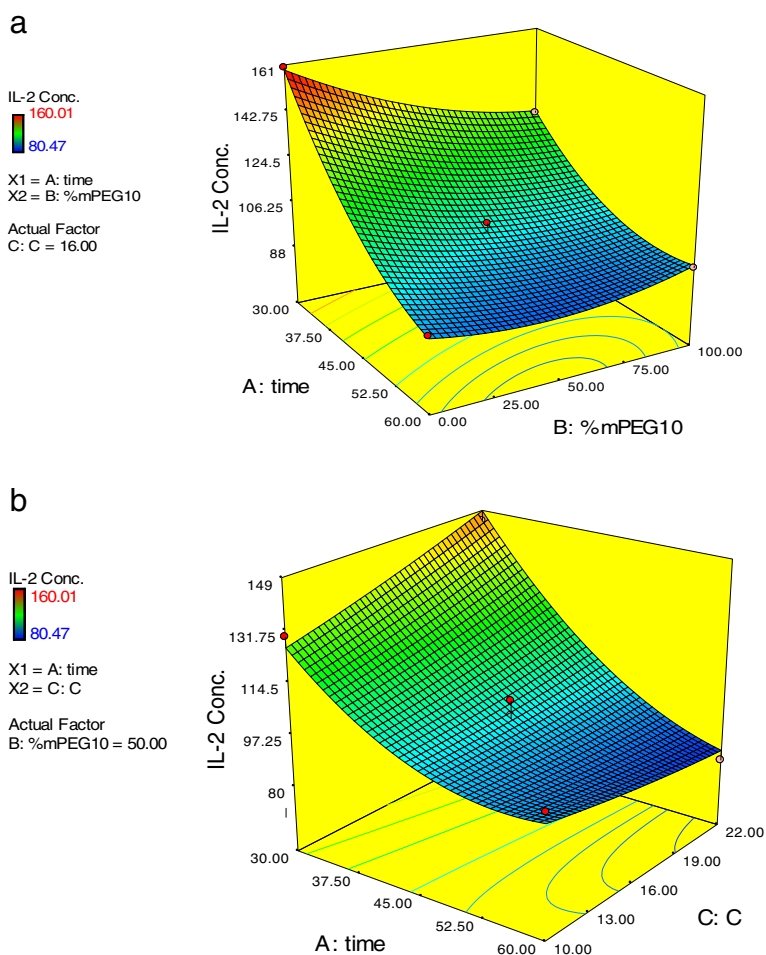 a
IL-2 Conc.
160.01
80.47
X1 = A: time
X2 = B: %mPEG10
Actual Factor
C: C = 16.00
161
142.75
124.5
106.25
88
IL-2 Conc.
30.00
37.50
45.00
52.50
60.00
A: time
0.00
25.00
50.00
75.00
100.00
B: %mPEG10
b
IL-2 Conc.
160.01
80.47
X1 = A: time
X2 = C: C
Actual Factor
B: %mPEG10 = 50.00
149
131.75
114.5
97.25
80
IL-2 Conc.
30.00
37.50
45.00
52.50
60.00
A: time
10.00
13.00
16.00
19.00
22.00
C: C